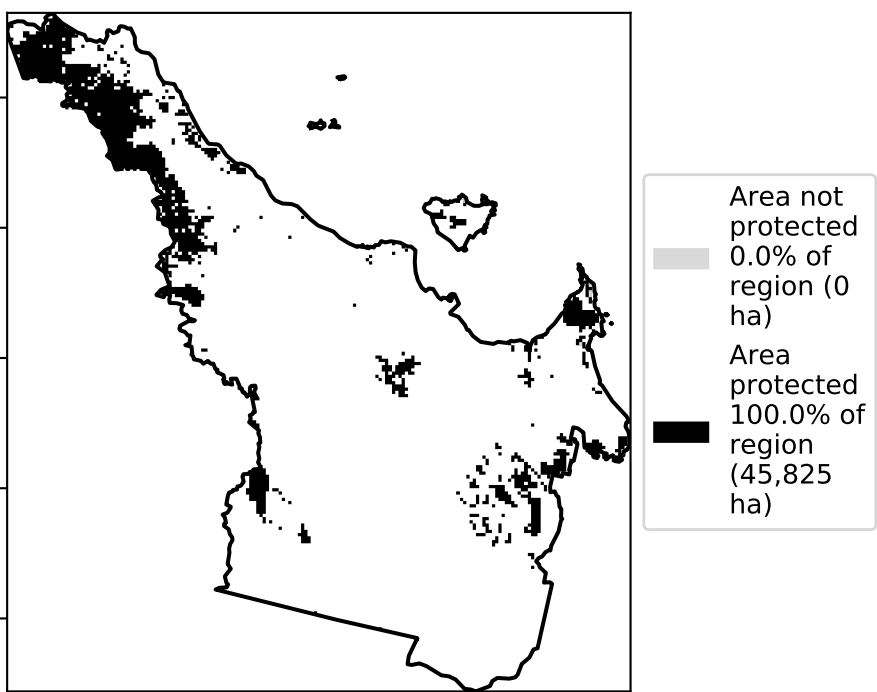 Area not
protected
0.0% of
region (0
ha)
Area
protected
100.0% of
region
(45,825
ha)